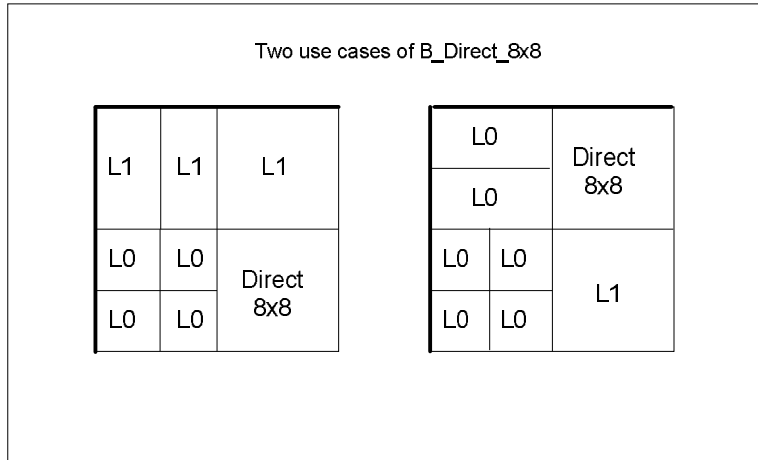 Two use cases of B_Direct_8x8
L1 L1 L1
L0 L0
L0 L0
Direct
8x8
L0
L0
Direct
8x8
L0 L0
L0 L0
L1